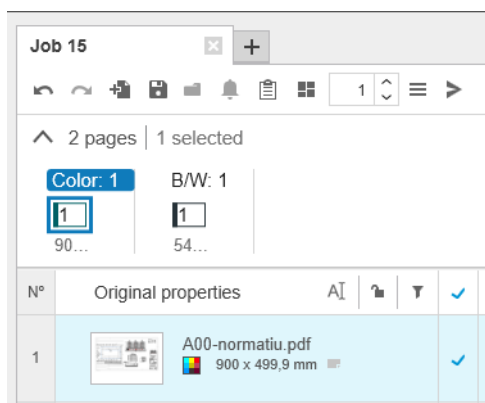 Job 15
1
2 pages 1 selected
Color: 1 B/W: 1
1 1
90... 54...
N° Original properties A
1 A00-normatiu.pdf
900 x 499,9 mm